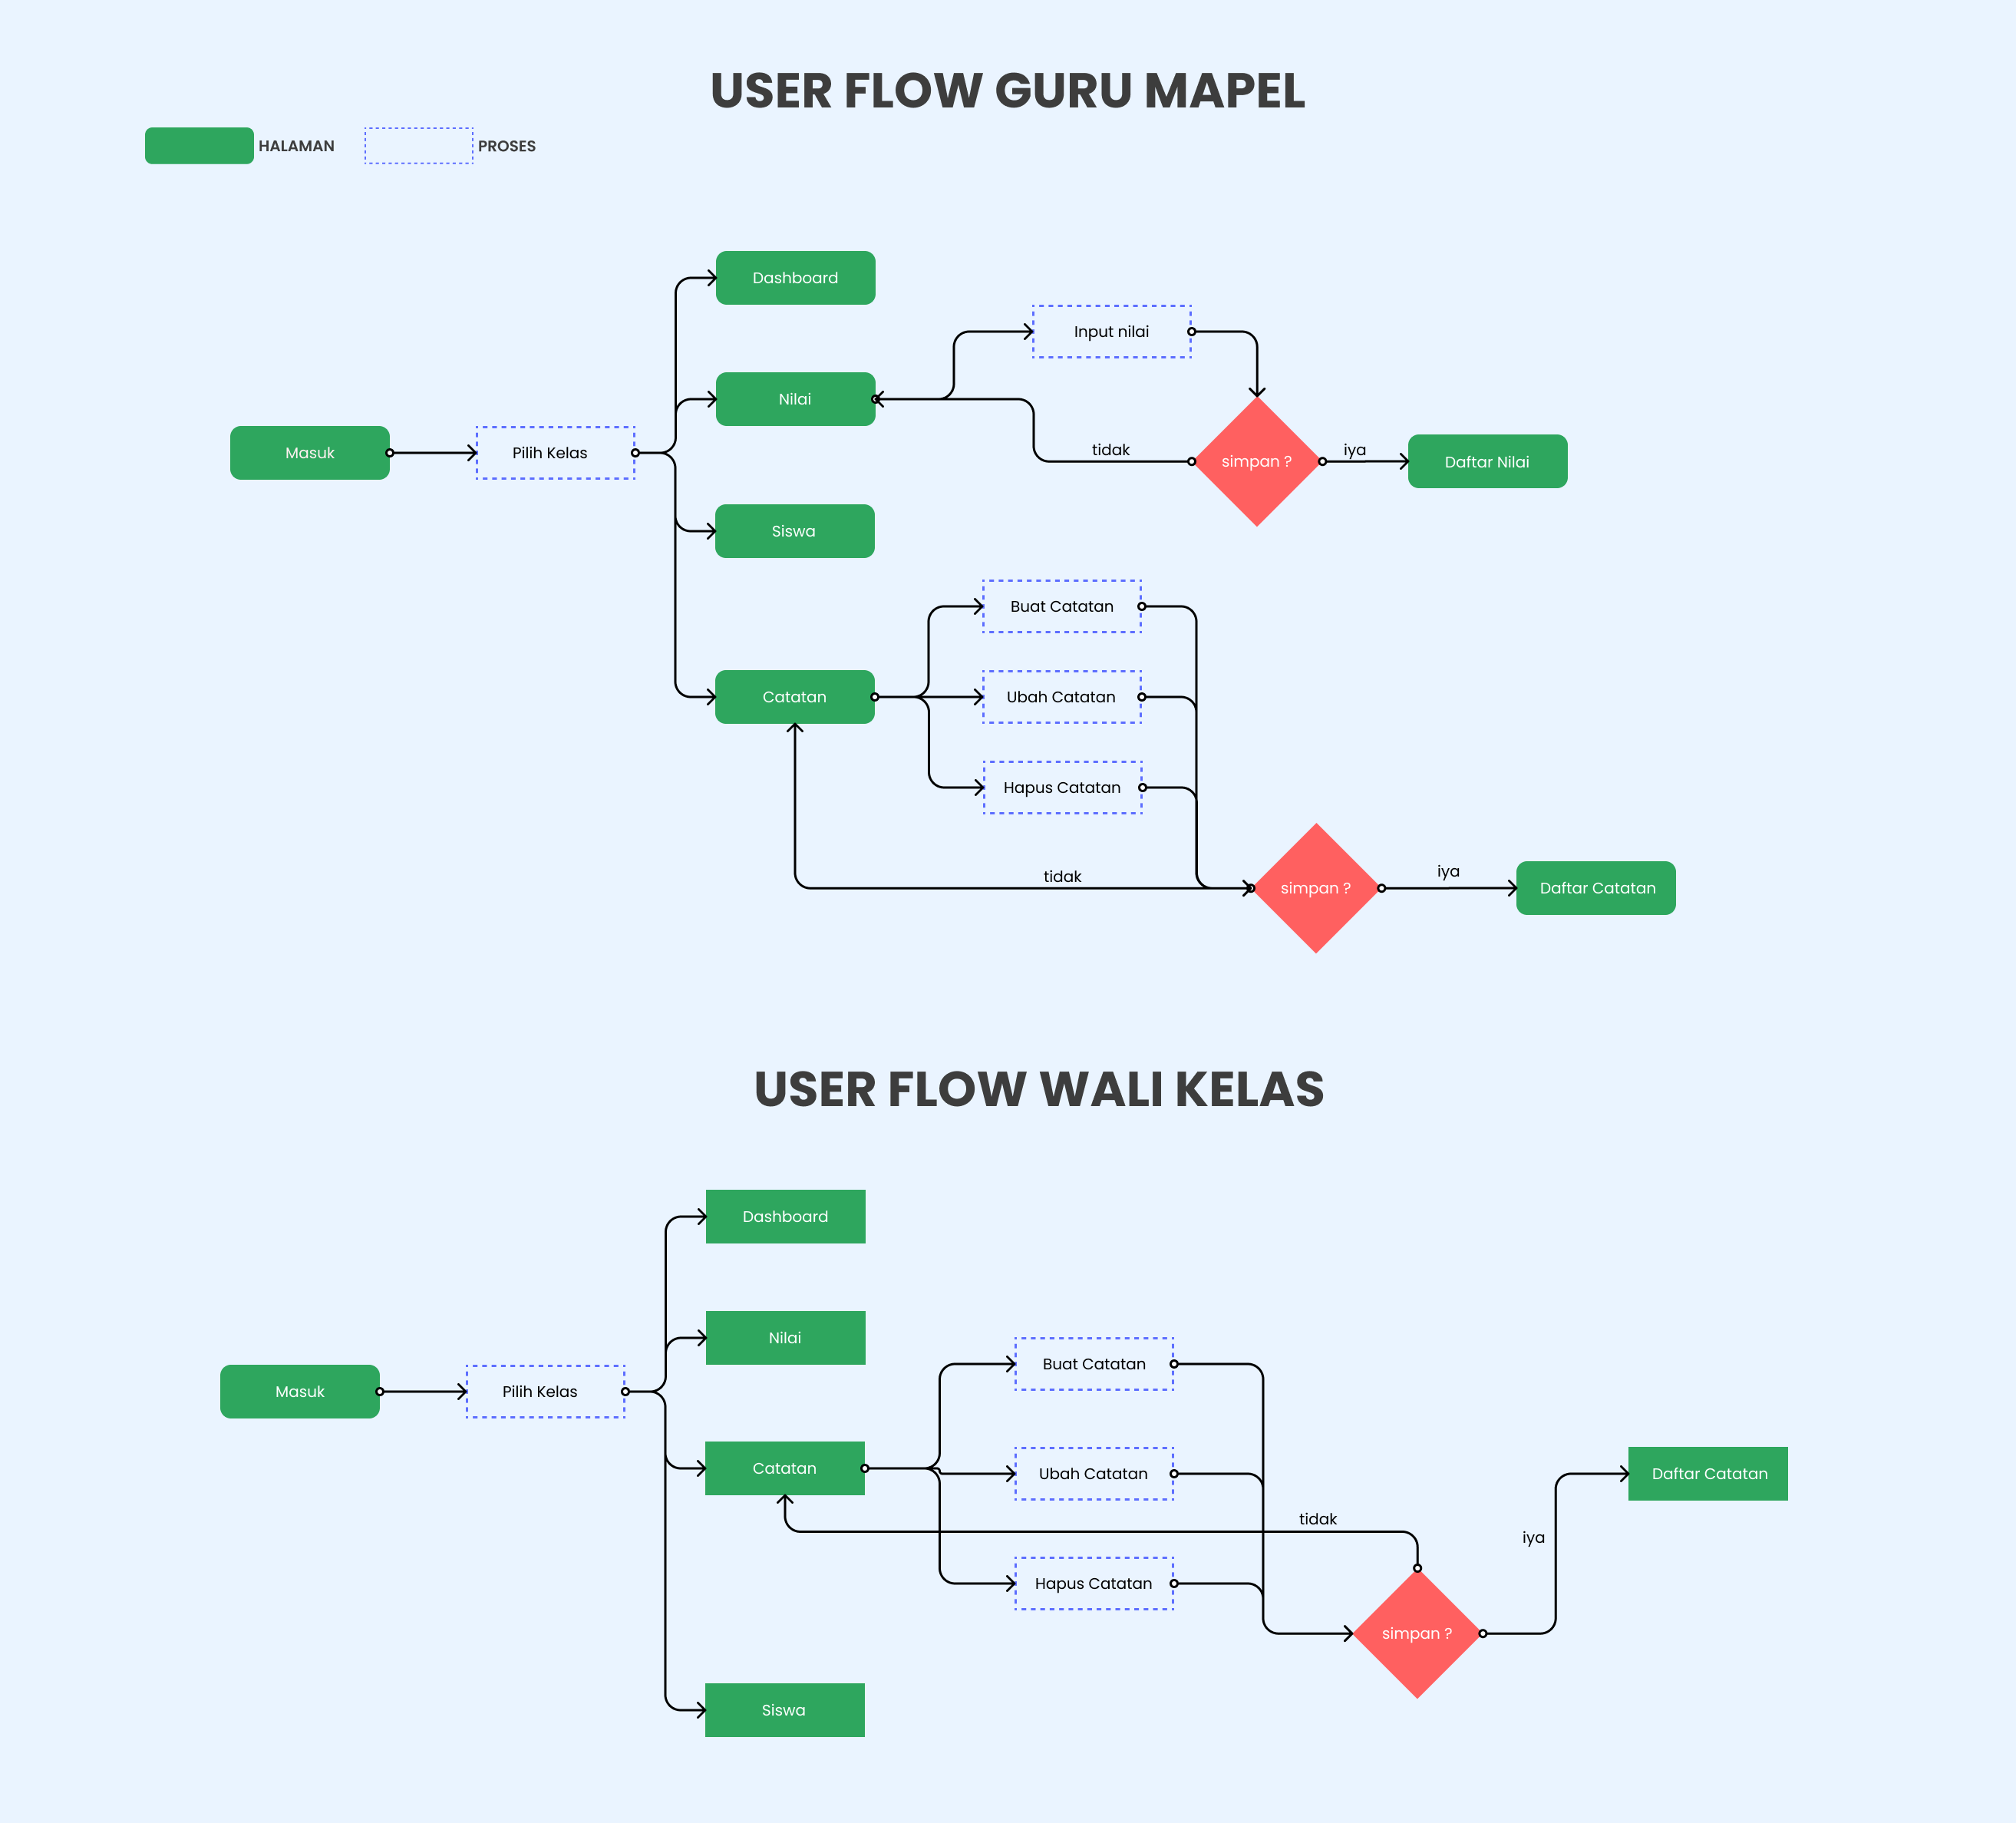 USER FLOW GURU MAPEL
HALAMAN
PROSES
Dashboard
Input nilai
Nilai
Masuk
Pilih Kelas
tidak
simpan ?
iya
Daftar Nilai
Siswa
Buat Catatan
Catatan
Ubah Catatan
Hapus Catatan
tidak
simpan ?
iya
Daftar Catatan
USER FLOW WALI KELAS
Dashboard
Nilai
Masuk
Pilih Kelas
Buat Catatan
Catatan
Ubah Catatan
Daftar Catatan
tidak
iya
Hapus Catatan
simpan ?
Siswa